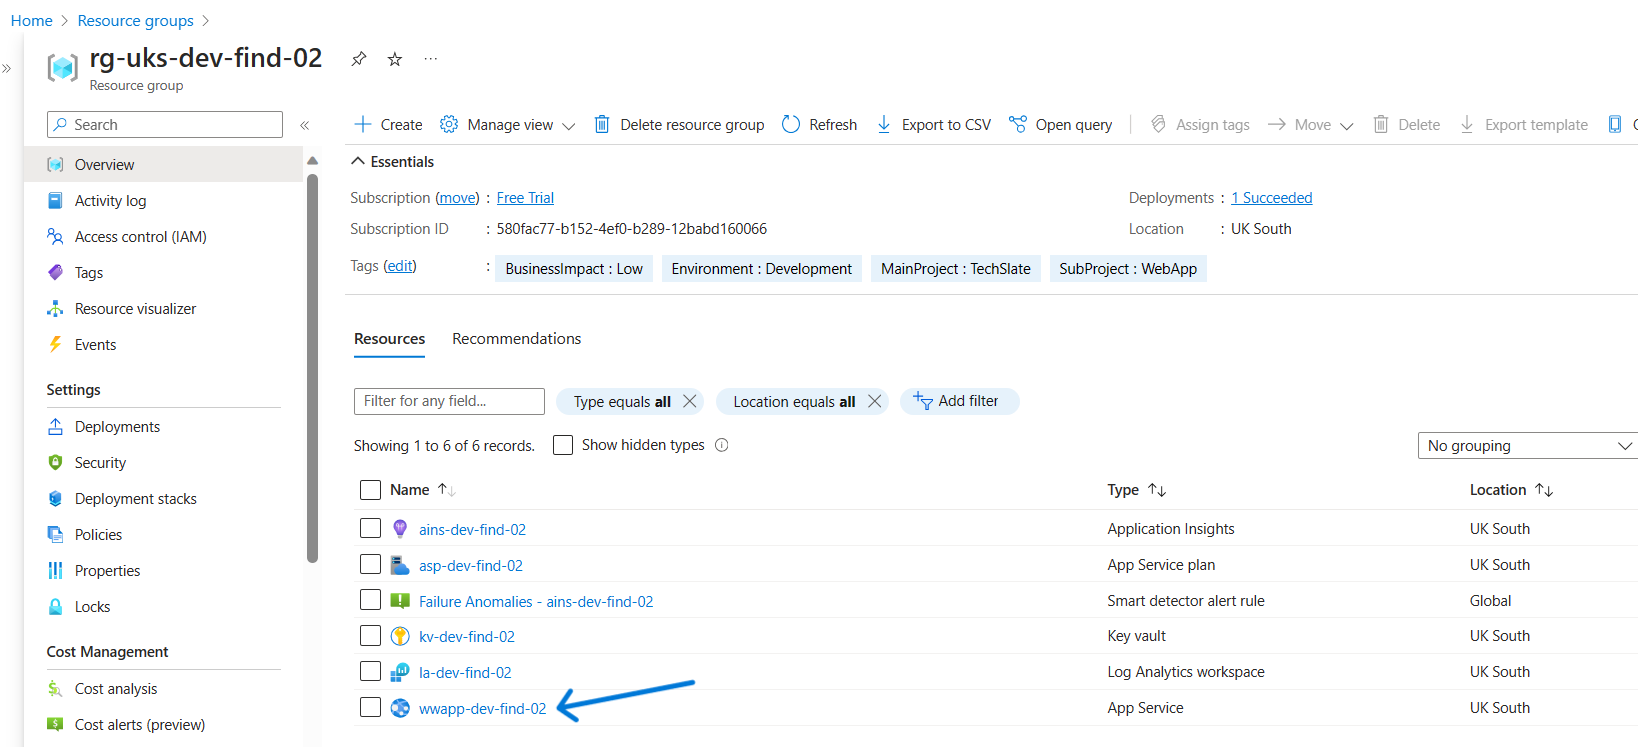 Home > Resource groups >
rg-uks-dev-find-02
Resource group
Search
Overview
Activity log
Access control (IAM)
Tags
Resource visualizer
Events
Settings
Deployments
Security
Deployment stacks
Policies
Properties
Locks
Cost Management
Cost analysis
Cost alerts (preview)
Create Manage view Delete resource group Refresh Export to CSV Open query Assign tags Move Delete Export template
Essentials
Subscription (move) : Free Trial
Subscription ID : 580fac77-b152-4ef0-b289-12babd160066
Tags (edit) : BusinessImpact : Low Environment : Development MainProject : TechSlate SubProject : WebApp
Deployments : 1 Succeeded
Location : UK South
Resources Recommendations
Filter for any field... Type equals all Location equals all Add filter
Showing 1 to 6 of 6 records. Show hidden types No grouping
Name Type Location
ains-dev-find-02 Application Insights UK South
asp-dev-find-02 App Service plan UK South
Failure Anomalies - ains-dev-find-02 Smart detector alert rule Global
kv-dev-find-02 Key vault UK South
la-dev-find-02 Log Analytics workspace UK South
wwapp-dev-find-02 App Service UK South